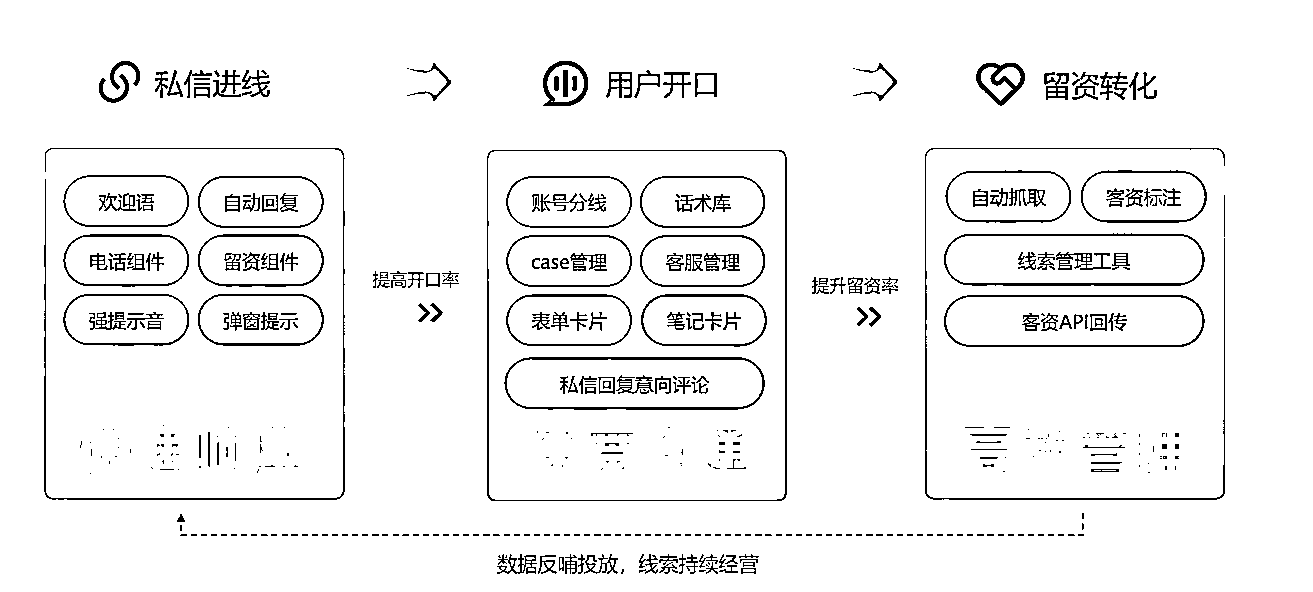 私信进线
用户开口
留资转化
欢迎语 自动回复
电话组件 留资组件
强提示音 弹窗提示
提高开口率
账号分线 话术库
case管理 客服管理
表单卡片 笔记卡片
私信回复意向评论
提升留资率
自动抓取 客资标注
线索管理工具
客资API回传
数据反哺投放，线索持续经营